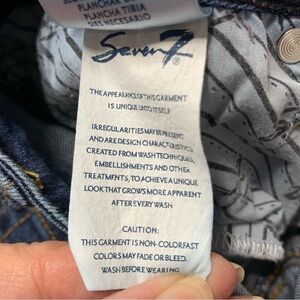 PLANCHA TIBIA
DE SER NECESARIO
Seven7
®
THE APPEARANCE OF THIS GARMENT
IS UNIQUE UNTO ITSELF
IRREGULARITIES MAY BE PRESENT
AND ARE DESIGN CHARACTERISTICS
CREATED FROM WASH TECHNIQUES,
EMBELLISHMENTS AND OTHER
TREATMENTS, TO ACHIEVE A UNIQUE
LOOK THAT GROWS MORE APPARENT
AFTER EVERY WASH
CAUTION:
THIS GARMENT IS NON-COLORFAST
COLORS MAY FADE OR BLEED.
WASH BEFORE WEARING